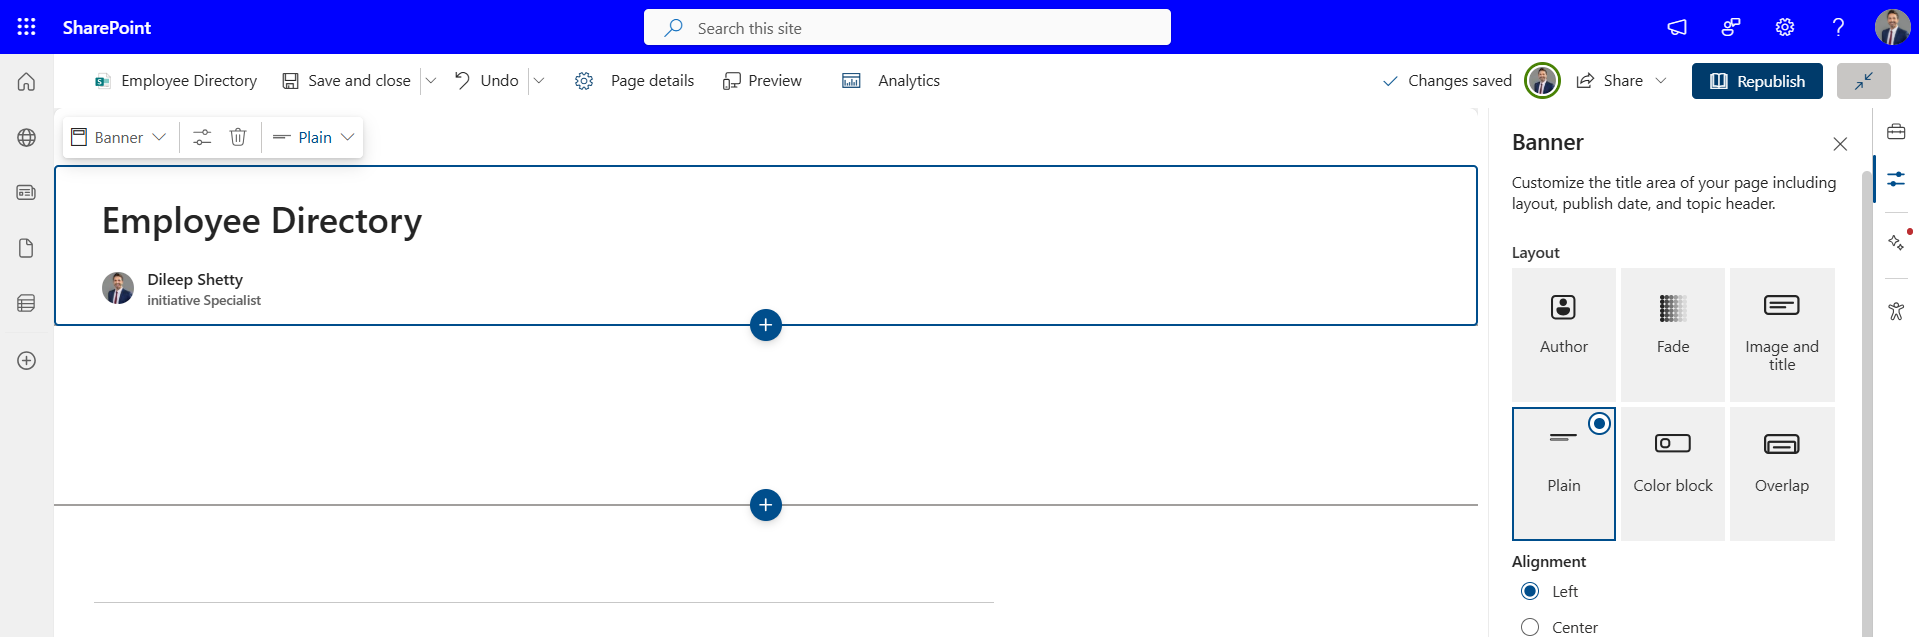 SharePoint
Search this site
Employee Directory
Save and close
Undo
Page details
Preview
Analytics
Changes saved
Share
Republish
Banner
Plain
Employee Directory
Dileep Shetty
initiative Specialist
Banner
Customize the title area of your page including
layout, publish date, and topic header.
Layout
Author
Fade
Image and
title
Plain
Color block
Overlap
Alignment
Left
Center